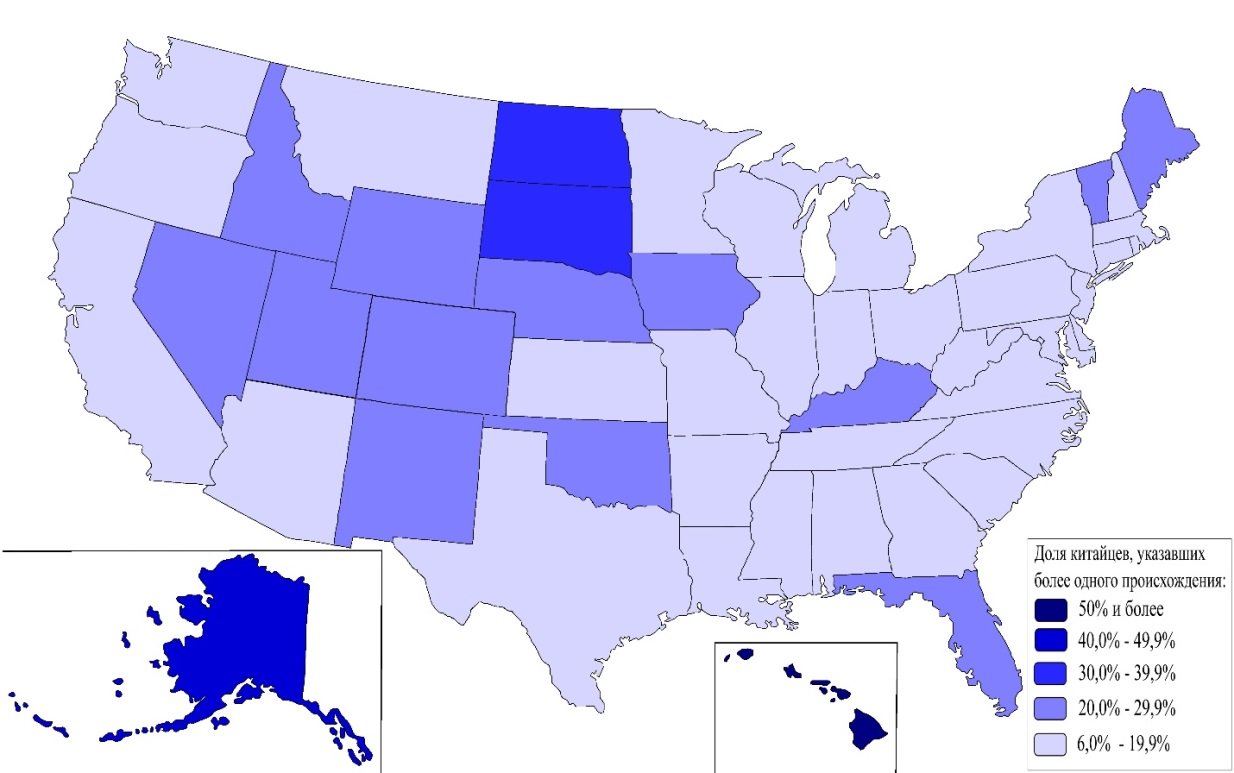 Доля китайцев, указавших
более одного происхождения:
50% и более
40,0% - 49,9%
30,0% - 39,9%
20,0% - 29,9%
6,0% - 19,9%